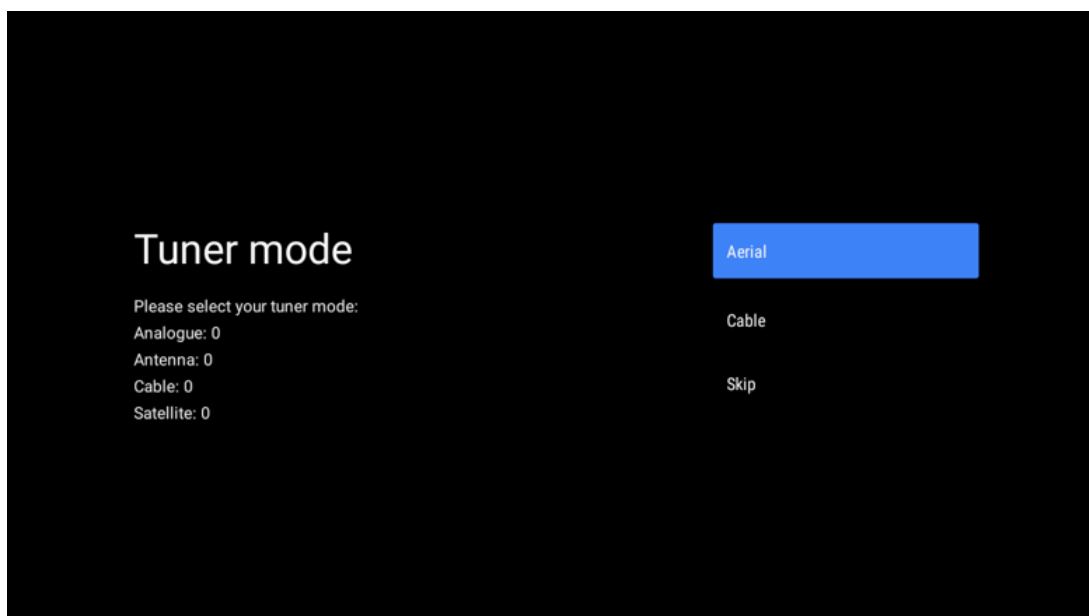 Tuner mode
Please select your tuner mode:
Analogue: 0
Antenna: 0
Cable: 0
Satellite: 0
Aerial
Cable
Skip